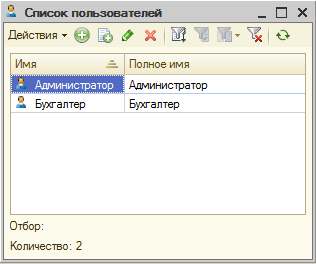 Список пользователей
Действия
Имя Полное имя
Администратор Администратор
Бухгалтер Бухгалтер
Отбор:
Количество: 2